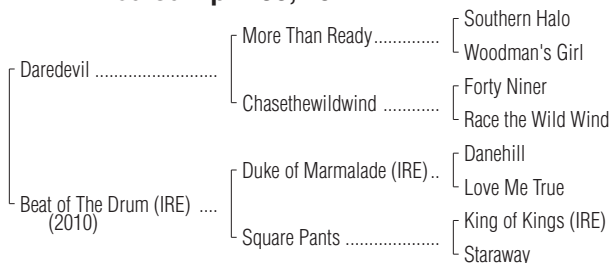 Southern Halo
More Than Ready..............
Woodman's Girl
Daredevil ..........................
Forty Niner
Chasethewildwind ............
Race the Wild Wind
Danehill
Duke of Marmalade (IRE)..
Love Me True
Beat of The Drum (IRE) ....
(2010)
King of Kings (IRE)
Square Pants ....................
Staraway